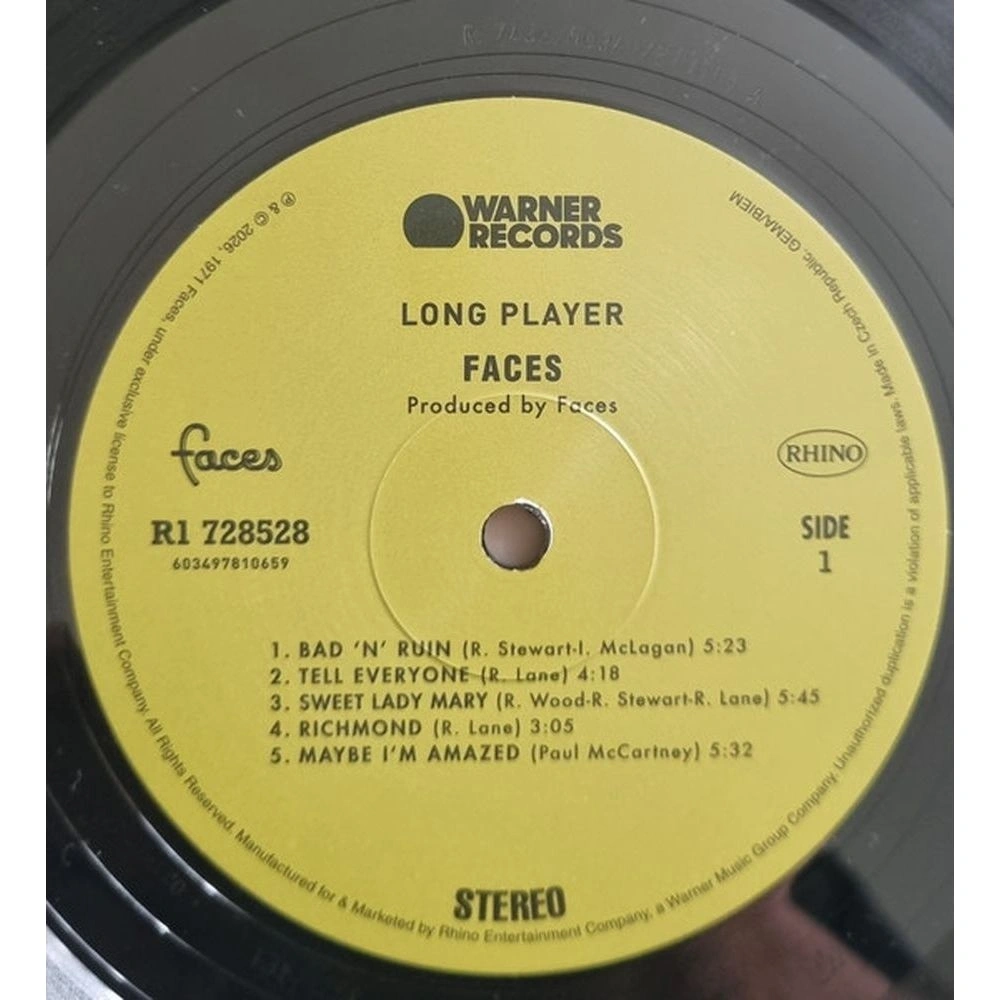 WARNER
RECORDS
LONG PLAYER
FACES
Produced by Faces
faces
RHINO
R1 728528
603497810659
SIDE
1
1. BAD ‘N’ RUIN (R. Stewart-I. McLagan) 5:23
2. TELL EVERYONE (R. Lane) 4:18
3. SWEET LADY MARY (R. Wood-R. Stewart-R. Lane) 5:45
4. RICHMOND (R. Lane) 3:05
5. MAYBE I’M AMAZED (Paul McCartney) 5:32
STEREO
℗ & © 2026, 1971 Faces, under exclusive license to Rhino Entertainment Company. All Rights Reserved. Manufactured for & Marketed by Rhino Entertainment Company, a Warner Music Group Company. Unauthorized duplication is a violation of applicable laws. Made in Czech Republic. GEMA/BIEM